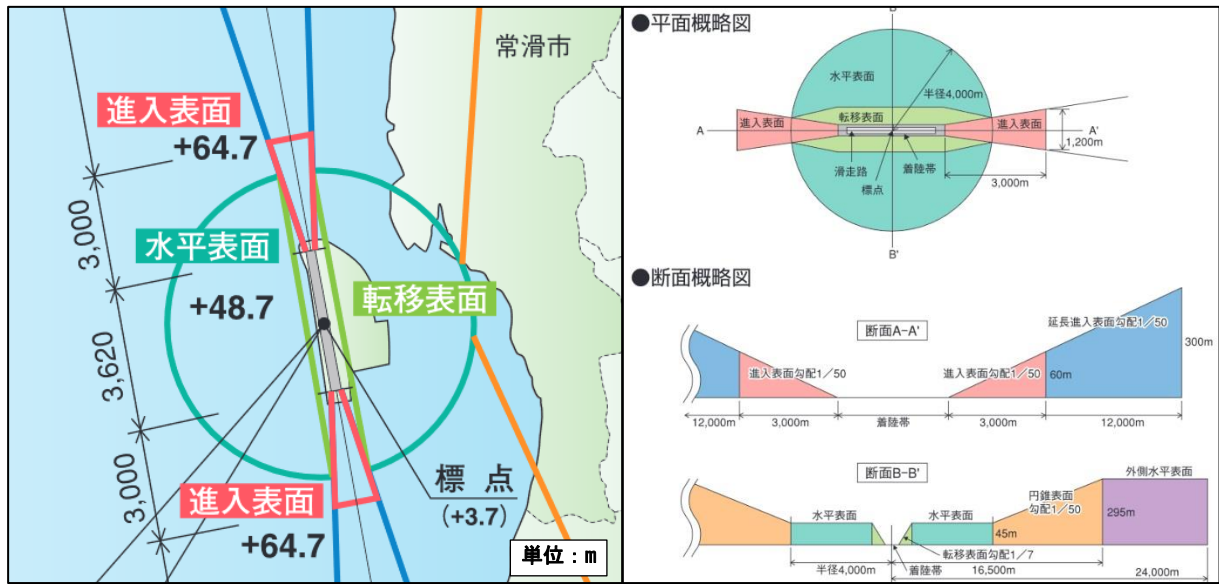 常滑市
進入表面
+64.7
水平表面
+48.7
転移表面
3,000
3,620
3,000
標 点
(+3.7)
進入表面
+64.7
単位:m
●平面概略図
水平表面
半径4,000m
進入表面
転移表面
進入表面
A
A'
1,200m
滑走路
標点
着陸帯
3,000m
B'
●断面概略図
断面A-A'
延長進入表面勾配1/50
300m
進入表面勾配1/50
進入表面勾配1/50
60m
12,000m
3,000m
着陸帯
3,000m
12,000m
断面B-B'
外側水平表面
円錐表面
勾配1/50
水平表面
水平表面
295m
45m
転移表面勾配1/7
半径4,000m
着陸帯
16,500m
24,000m